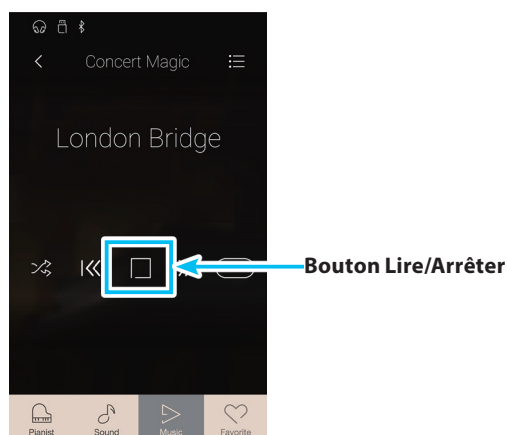 Concert Magic
London Bridge
Bouton Lire/Arrêter
Pianist Sound Music Favorite